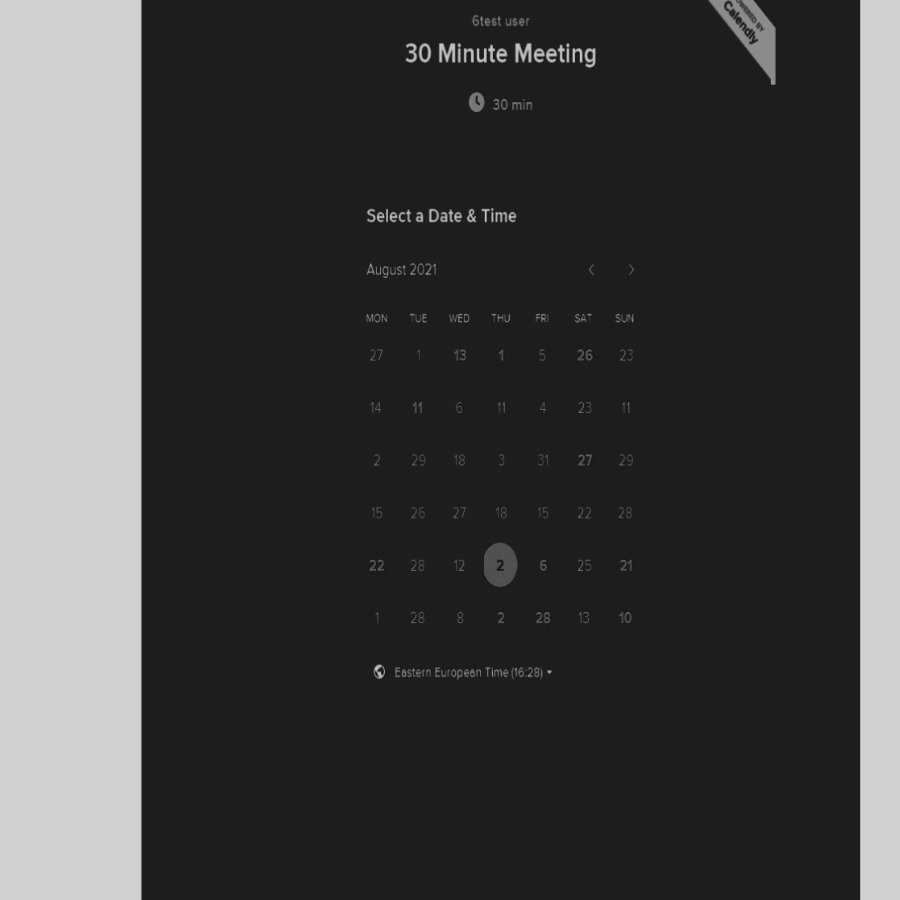 6test user
POWERED BY
Calendly
30 Minute Meeting
30 min
Select a Date & Time
August 2021
MON TUE WED THU FRI SAT SUN
27 1 13 1 5 26 23
14 11 6 11 4 23 11
2 29 18 3 31 27 29
15 26 27 18 15 22 28
22 28 12 2 6 25 21
1 28 8 2 28 13 10
Eastern European Time (16:28)